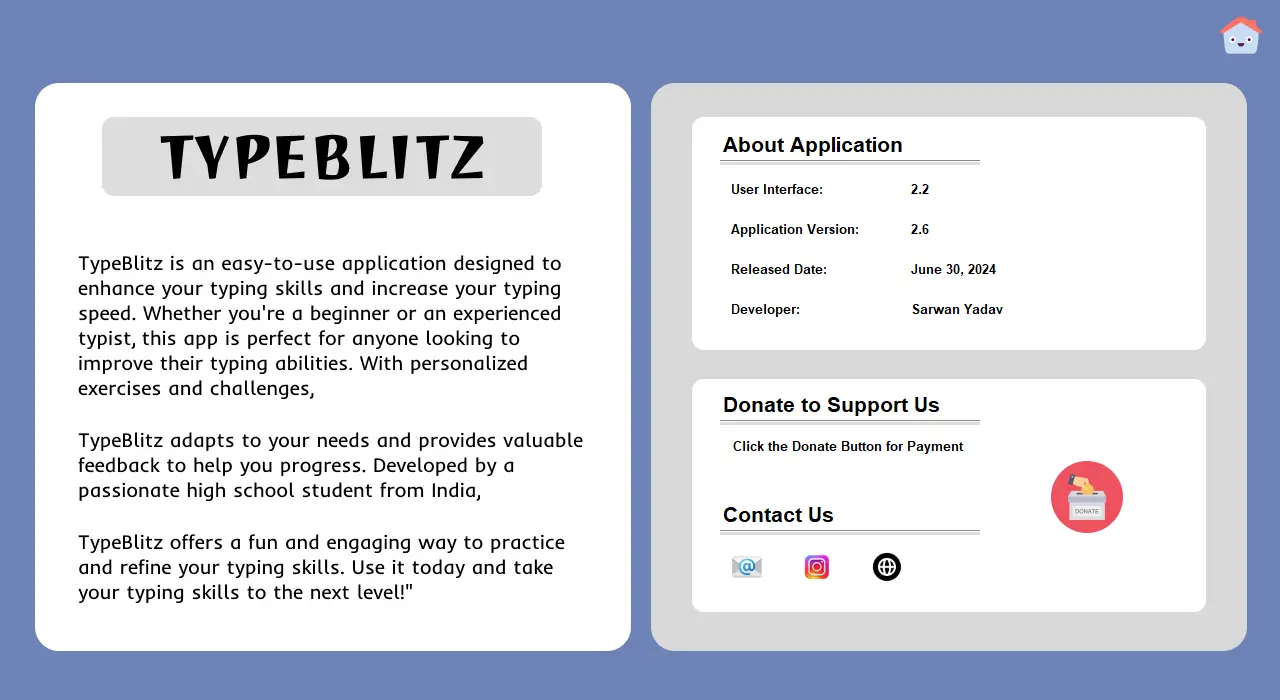 TYPEBLITZ
TypeBlitz is an easy-to-use application designed to
enhance your typing skills and increase your typing
speed. Whether you're a beginner or an experienced
typist, this app is perfect for anyone looking to
improve their typing abilities. With personalized
exercises and challenges,
TypeBlitz adapts to your needs and provides valuable
feedback to help you progress. Developed by a
passionate high school student from India,
TypeBlitz offers a fun and engaging way to practice
and refine your typing skills. Use it today and take
your typing skills to the next level!"
About Application
User Interface: 2.2
Application Version: 2.6
Released Date: June 30, 2024
Developer: Sarwan Yadav
Donate to Support Us
Click the Donate Button for Payment
DONATE
Contact Us